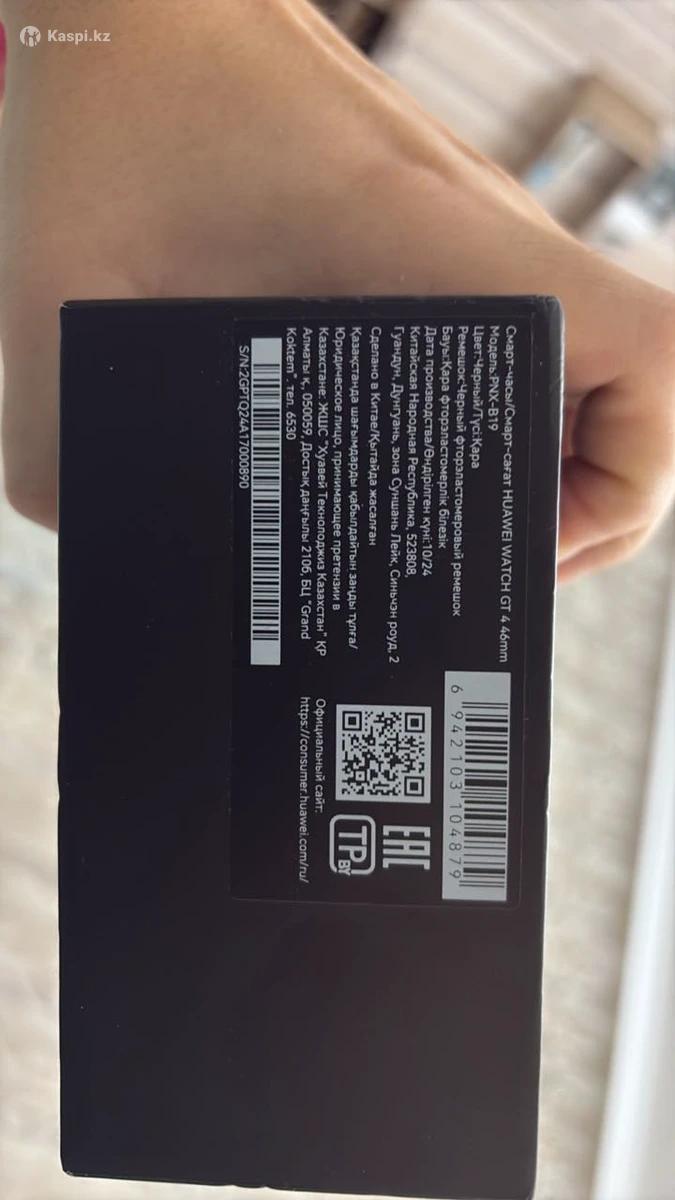 Kaspi.kz
Смарт-часы/Смарт-сағат HUAWEI WATCH GT 4 46mm
Модель:PNX-B19
Цвет:Черный/Түсі:Қара
Ремешок:Черный фторэластомеровый ремешок
Бауы:Қара фторэластомерлік білезік
Дата производства/Өндірілген күні:10/24
Китайская Народная Республика, 523808,
Гуандун, Дунгуань, зона Суншань Лейк, Синьчэн роуд, 2
Сделано в Китае/Қытайда жасалған
Қазақстанда шағымдарды қабылдайтын заңды тұлға/
Юридическое лицо, принимающее претензии в
Казахстане: ЖШС "Хуавей Текнолоджиз Казахстан" ҚР
Алматы қ, 050059, Достық даңғылы 210б, БЦ "Grand
Koktem". тел. 6530
S/N:2GPTQ24A17000890
6 942103 104879
EAC
TP
BY
Официальный сайт:
https://consumer.huawei.com/ru/